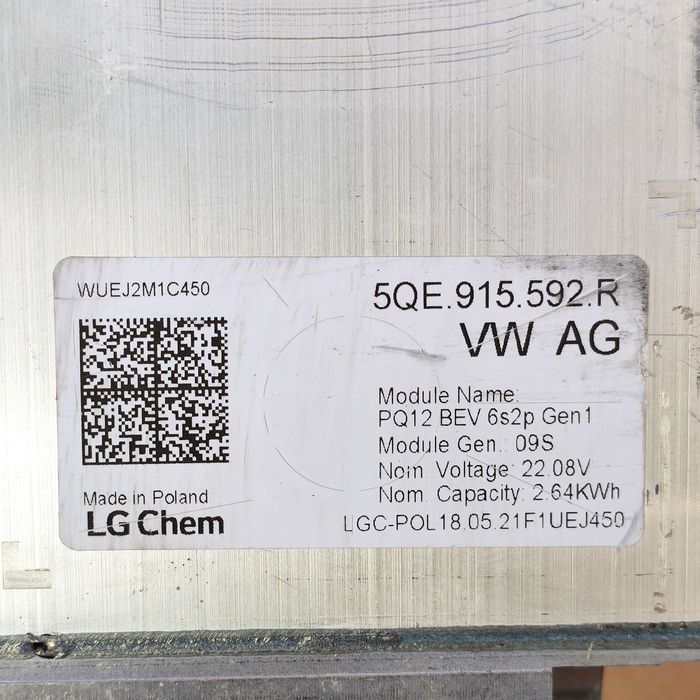 WUEJ2M1C450
5QE.915.592.R
VW AG
Module Name:
PQ12 BEV 6s2p Gen1
Module Gen.: 09S
Nom. Voltage: 22.08V
Nom. Capacity: 2.64KWh
Made in Poland
LG Chem
LGC-POL18.05.21F1UEJ450